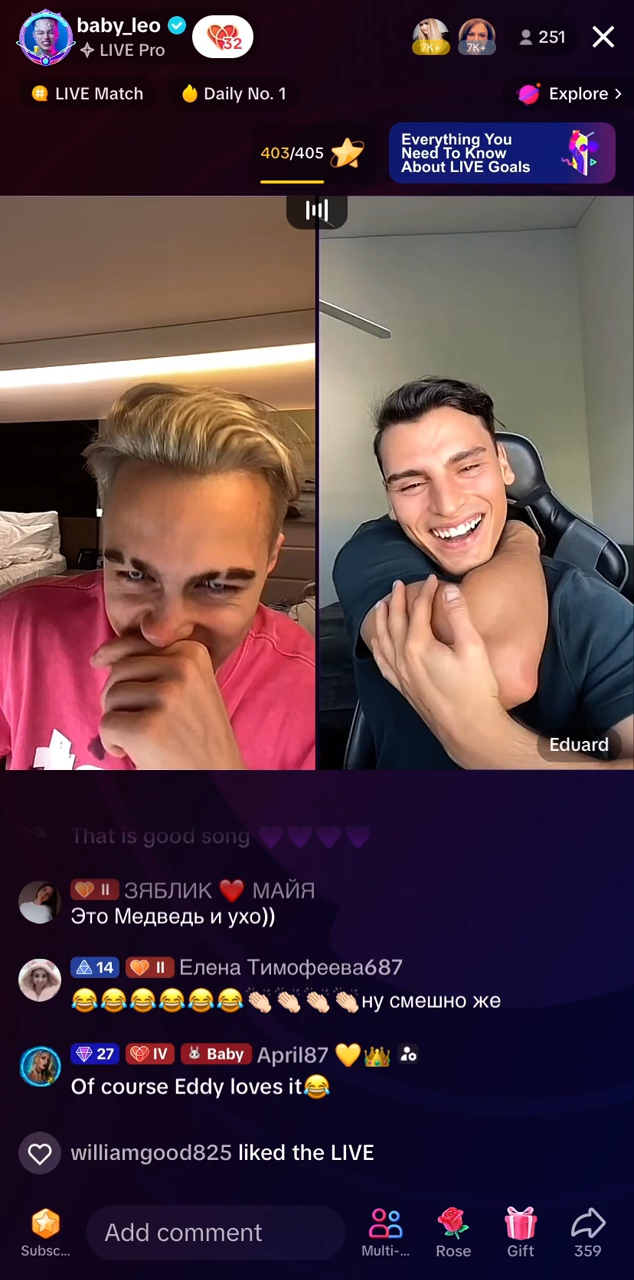 baby_leo
LIVE Pro
32
7K+
7K+
251
LIVE Match
Daily No. 1
Explore >
403/405
Everything You
Need To Know
About LIVE Goals
Eduard
That is good song 💜💜💜💜
II ЗЯБЛИК ❤️ МАЙЯ
Это Медведь и ухо))
14 II Елена Тимофеева687
😂😂😂😂😂😂👏🏻👏🏻👏🏻👏🏻ну смешно же
27 IV Baby April87 💛👑
Of course Eddy loves it😂
williamgood825 liked the LIVE
Subsc...
Add comment
Multi-...
Rose
Gift
359